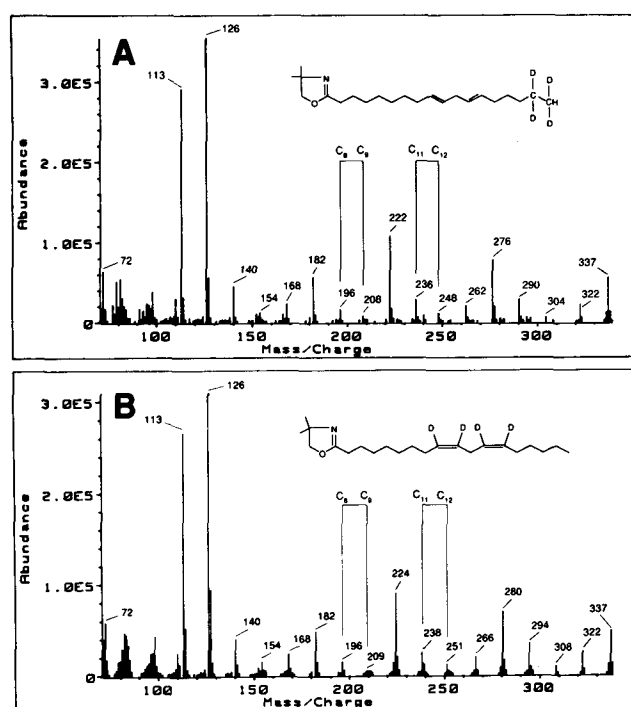 A
126
113
N
O
D
D
C
CH
D
D
C8 C9
C11 C12
3.0E5
2.0E5
1.0E5
0
Abundance
72
140
154
168
182
196
208
222
236
248
262
276
290
304
322
337
100 150 200 250 300
Mass/Charge
B
126
113
N
O
D D D D
C8 C9
C11 C12
3.0E5
2.0E5
1.0E5
0
Abundance
72
140
154
168
182
196
209
224
238
251
266
280
294
308
322
337
100 150 200 250 300
Mass/Charge